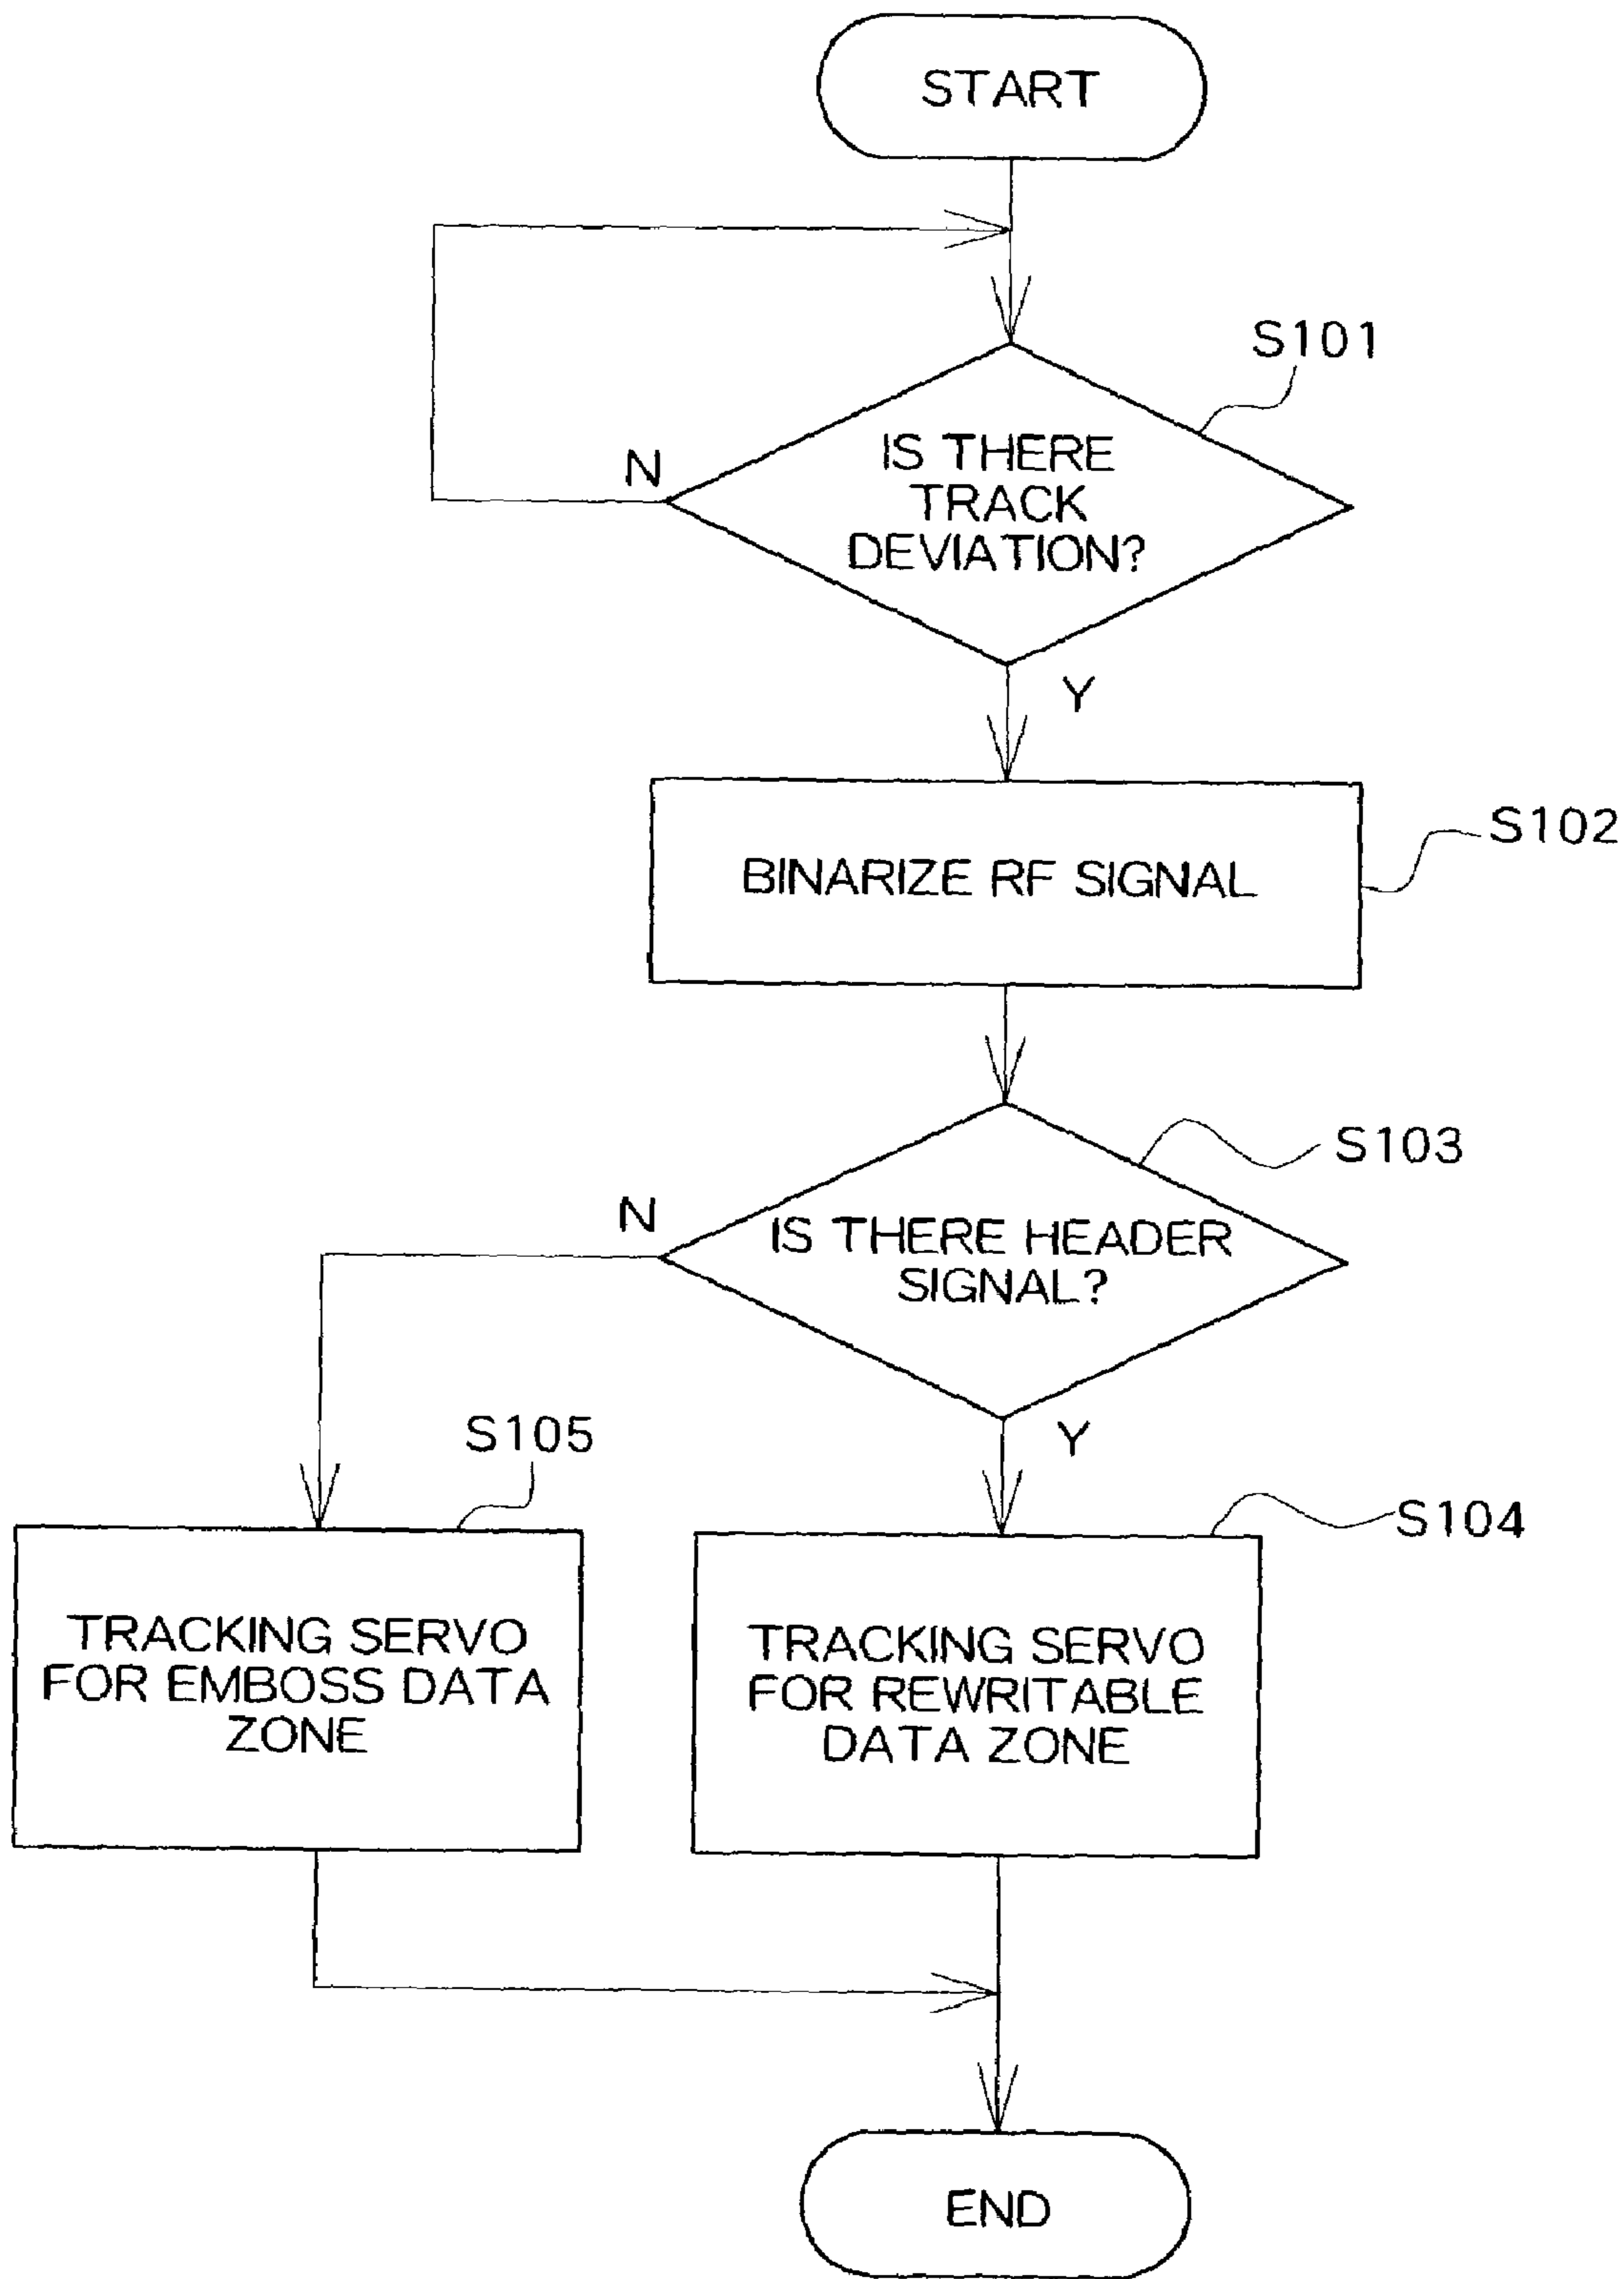 START
S101
N
IS THERE
TRACK
DEVIATION?
Y
S102
BINARIZE RF SIGNAL
S103
N
IS THERE HEADER
SIGNAL?
S105
Y
S104
TRACKING SERVO
FOR EMBOSS DATA
ZONE
TRACKING SERVO
FOR REWRITABLE
DATA ZONE
END